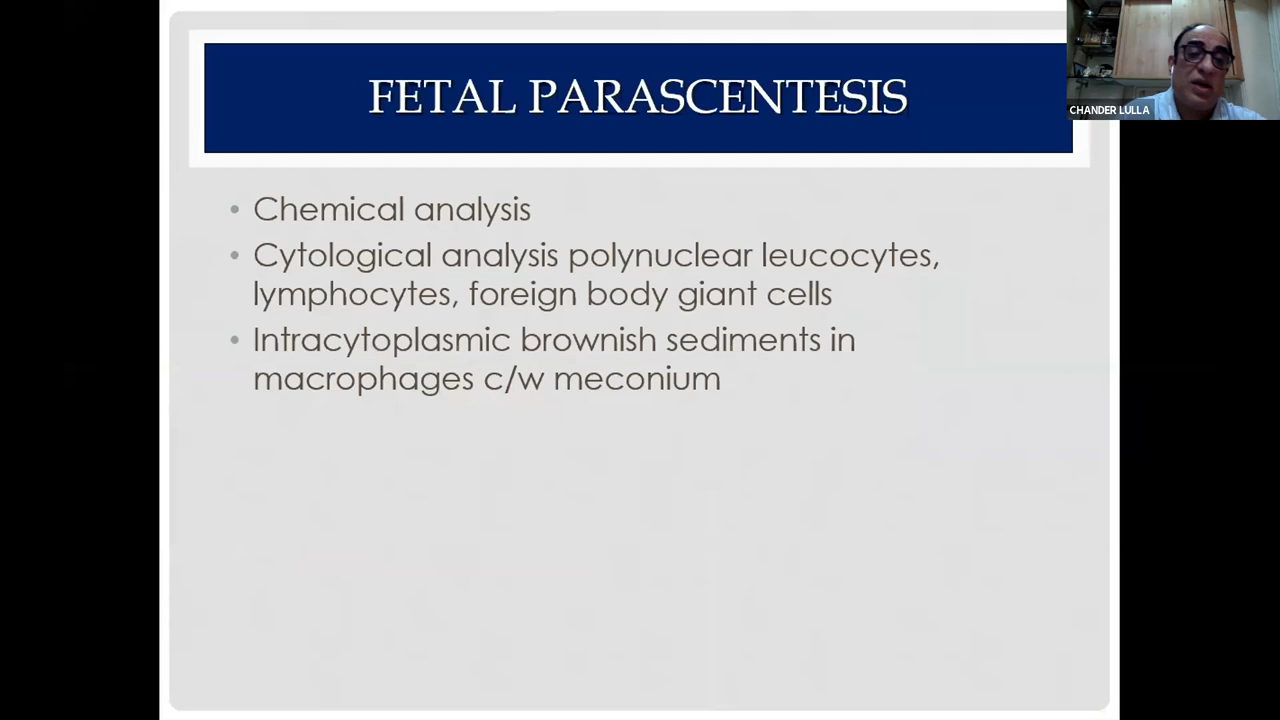 FETAL PARASCENTESIS
CHANDER LULLA
• Chemical analysis
• Cytological analysis polynuclear leucocytes,
lymphocytes, foreign body giant cells
• Intracytoplasmic brownish sediments in
macrophages c/w meconium